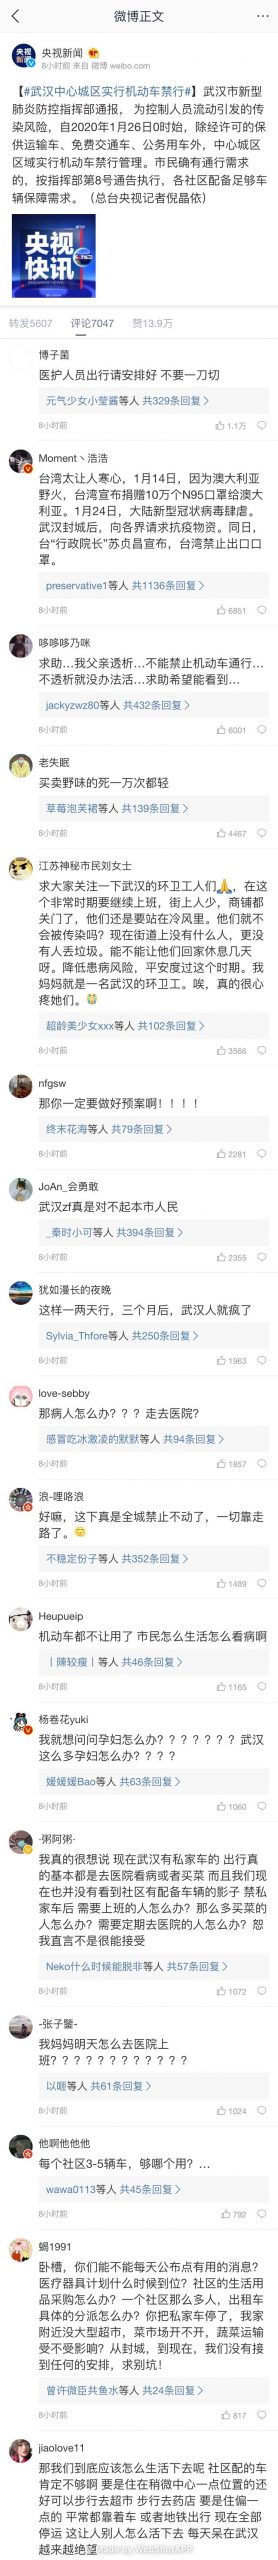 微博正文
央视新闻
8小时前 来自 微博 weibo.com
【#武汉中心城区实行机动车禁行#】武汉市新型
肺炎防控指挥部通报， 为控制人员流动引发的传
染风险，自2020年1月26日0时始，除经许可的保
供运输车、免费交通车、公务用车外，中心城区
区域实行机动车禁行管理。市民确有通行需求
的，按指挥部第8号通告执行，各社区配备足够车
辆保障需求。（总台央视记者倪晶依）
央视
快讯
BREAKING NEWS
转发5607 评论7047 赞13.9万
博子菌
医护人员出行请安排好 不要一刀切
元气少女小莹酱等人 共329条回复
8小时前 1.1万
Moment丶浩浩
台湾太让人寒心，1月14日，因为澳大利亚
野火，台湾宣布捐赠10万个N95口罩给澳大
利亚。1月24日，大陆新型冠状病毒肆虐。
武汉封城后，向各界请求抗疫物资。同日，
台“行政院长”苏贞昌宣布，台湾禁止出口口
罩。
preservative1等人 共1136条回复
8小时前 6851
哆哆哆乃咪
求助…我父亲透析…不能禁止机动车通行…
不透析就没办法活…求助希望能看到…
jackyzwz80等人 共432条回复
8小时前 6001
老失眠
买卖野味的死一万次都轻
草莓泡芙裙等人 共139条回复
8小时前 4467
江苏神秘市民刘女士
求大家关注一下武汉的环卫工人们🙏，在这
个非常时期要继续上班，街上人少，商铺都
关门了，他们还是要站在冷风里。他们就不
会被传染吗？现在街道上没有什么人，更没
有人丢垃圾。能不能让他们回家休息几天
呀。降低患病风险，平安度过这个时期。我
妈妈就是一名武汉的环卫工。唉，真的很心
疼她们。😭
超龄美少女xxx等人 共102条回复
8小时前 3566
nfgsw
那你一定要做好预案啊！！！！
终末花海等人 共79条回复
8小时前 2281
JoAn_会勇敢
武汉zf真是对不起本市人民
_秦时小可等人 共394条回复
8小时前 2355
犹如漫长的夜晚
这样一两天行，三个月后，武汉人就疯了
Sylvia_Thfore等人 共250条回复
8小时前 1963
love-sebby
那病人怎么办？？？走去医院？
感冒吃冰激凌的默默等人 共94条回复
8小时前 1857
浪-哩咯浪
好嘛，这下真是全城禁止不动了，一切靠走
路了。
不稳定份子等人 共352条回复
8小时前 1489
Heupueip
机动车都不让用了 市民怎么生活怎么看病啊
丨陳较瘦丨等人 共46条回复
8小时前 1165
杨卷花yuki
我就想问问孕妇怎么办？？？？？？？武汉
这么多孕妇怎么办？？？？
媛媛媛Bao等人 共63条回复
8小时前 1060
·粥阿粥·
我真的很想说 现在武汉有私家车的 出行真
的基本都是去医院看病或者买菜 而且我们现
在也并没有看到社区有配备车辆的影子 禁私
家车后 需要上班的人怎么办？那么多买菜的
人怎么办？需要定期去医院的人怎么办？恕
我直言不是很能接受
Neko什么时候能脱非等人 共57条回复
8小时前 1072
-张子鑒-
我妈妈明天怎么去医院上
班？？？？？？？？？？？？
以嗯等人 共61条回复
8小时前 1024
他啊他他他
每个社区3-5辆车，够哪个用？…
wawa0113等人 共45条回复
8小时前 792
蝎1991
卧槽，你们能不能每天公布点有用的消息？
医疗器具计划什么时候到位？社区的生活用
品采购怎么办？一个社区那么多人，出租车
具体的分派怎么办？你把私家车停了，我家
附近没大型超市，菜市场开不开，蔬菜运输
受不受影响？从封城，到现在，我们没有接
到任何的安排，求别坑！
曾许微臣共鱼水等人 共24条回复
8小时前 817
jiaolove11
那我们到底应该怎么生活下去呢 社区配的车
肯定不够啊 要是住在稍微中心一点位置的还
好可以步行去超市 步行去药店 要是住偏一
点的 平常都靠着车 或者地铁出行 现在全部
停运 这让人别人怎么活下去 每天呆在武汉
越来越绝望
Made by WebShotAPP